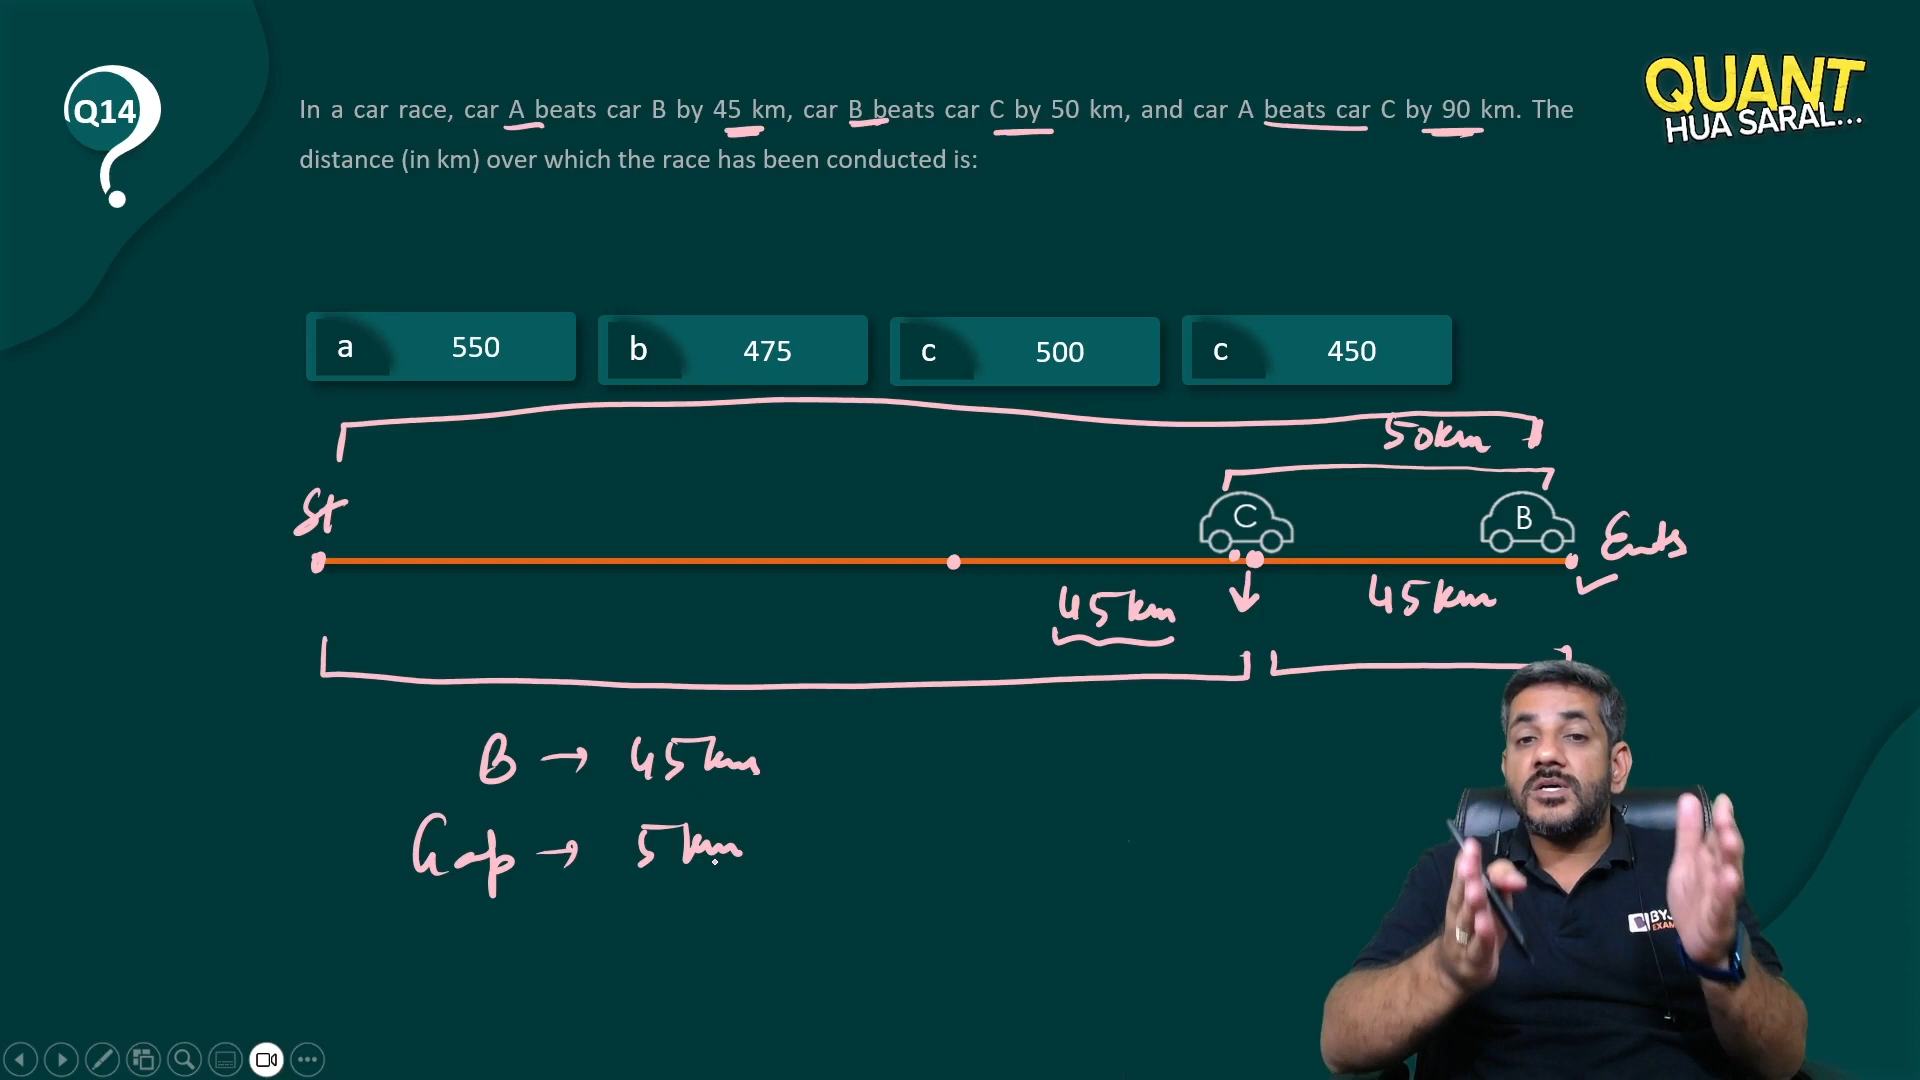 Q14
In a car race, car A beats car B by 45 km, car B beats car C by 50 km, and car A beats car C by 90 km. The
distance (in km) over which the race has been conducted is:
QUANT
HUA SARAL...
a 550
b 475
c 500
c 450
50km
St
C
B
Ends
45km
45km
B → 45km
Gap → 5km
BYJ
EXAM